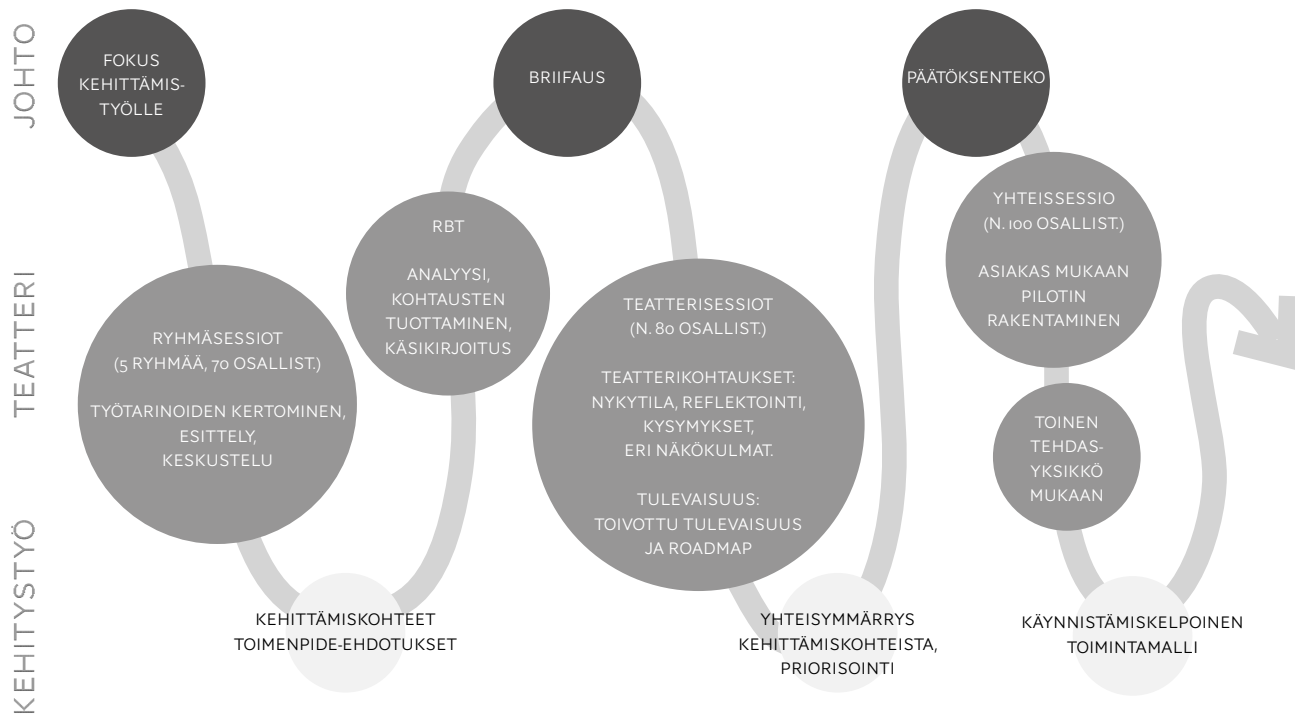 JOHTO
TEATTERI
KEHITYSTYÖ
FOKUS
KEHITTÄMIS-
TYÖLLE
RYHMÄSESSIOT
(5 RYHMÄÄ, 70 OSALLIST.)
TYÖTARINOIDEN KERTOMINEN,
ESITTELY,
KESKUSTELU
KEHITTÄMISKOHTEET
TOIMENPIDE-EHDOTUKSET
RBT
ANALYYSI,
KOHTAUSTEN
TUOTTAMINEN,
KÄSIKIRJOITUS
BRIIFAUS
TEATTERISESSIOT
(N. 80 OSALLIST.)
TEATTERIKOHTAUKSET:
NYKYTILA, REFLEKTOINTI,
KYSYMYKSET,
ERI NÄKÖKULMAT.
TULEVAISUUS:
TOIVOTTU TULEVAISUUS
JA ROADMAP
YHTEISYMMÄRRYS
KEHITTÄMISKOHTEISTA,
PRIORISOINTI
PÄÄTÖKSENTEKO
YHTEISSESSIO
(N. 100 OSALLIST.)
ASIAKAS MUKAAN
PILOTIN
RAKENTAMINEN
TOINEN
TEHDAS-
YKSIKKÖ
MUKAAN
KÄYNNISTÄMISKELPOINEN
TOIMINTAMALLI